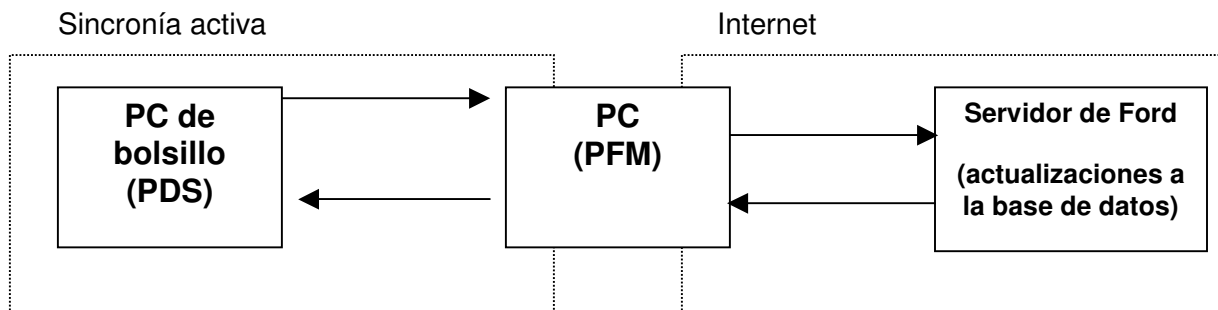 Sincronía activa
Internet
PC de
bolsillo
(PDS)
PC
(PFM)
Servidor de Ford
(actualizaciones a
la base de datos)